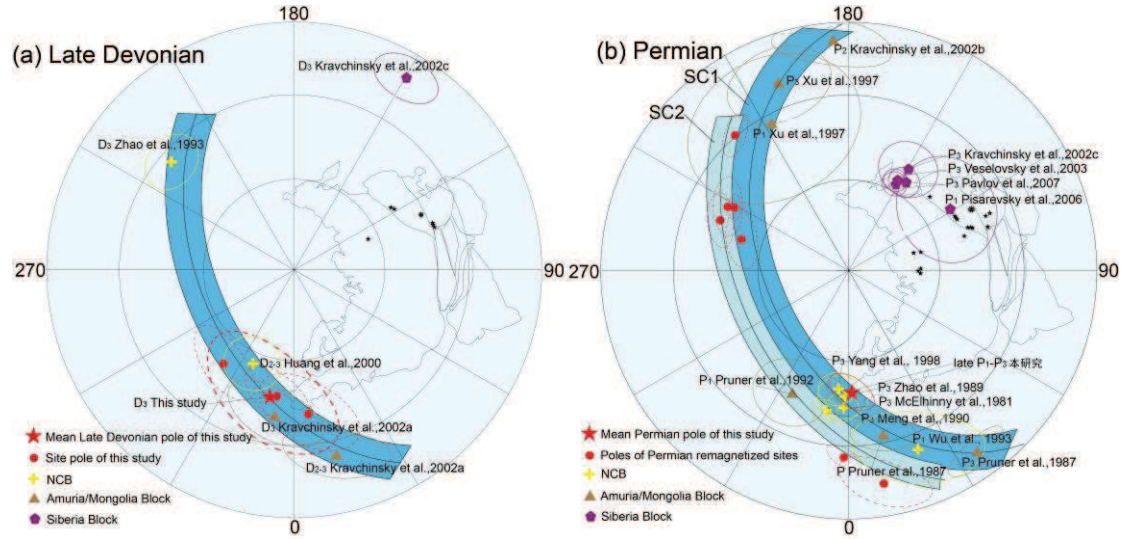 180
(a) Late Devonian
D3 Kravchinsky et al.,2002c
D3 Zhao et al.,1993
270
90
D2-3 Huang et al.,2000
D3 This study
D3 Kravchinsky et al.,2002a
D2-3 Kravchinsky et al.,2002a
Mean Late Devonian pole of this study
Site pole of this study
NCB
Amuria/Mongolia Block
Siberia Block
0
180
(b) Permian
P2 Kravchinsky et al.,2002b
SC1
P3 Xu et al.,1997
SC2
P1 Xu et al.,1997
P3 Kravchinsky et al.,2002c
P3 Veselovsky et al.,2003
P3 Pavlov et al.,2007
P1 Pisarevsky et al.,2006
270
90
P3 Yang et al., 1998
late P1-P3 本研究
P1 Pruner et al.,1992
P3 Zhao et al.,1989
P3 McElhinny et al.,1981
Meng et al.,1990
P1 Wu et al.,1993
P Pruner et al.,1987
P3 Pruner et al.,1987
Mean Permian pole of this study
Poles of Permian remagnetized sites
NCB
Amuria/Mongolia Block
Siberia Block
0